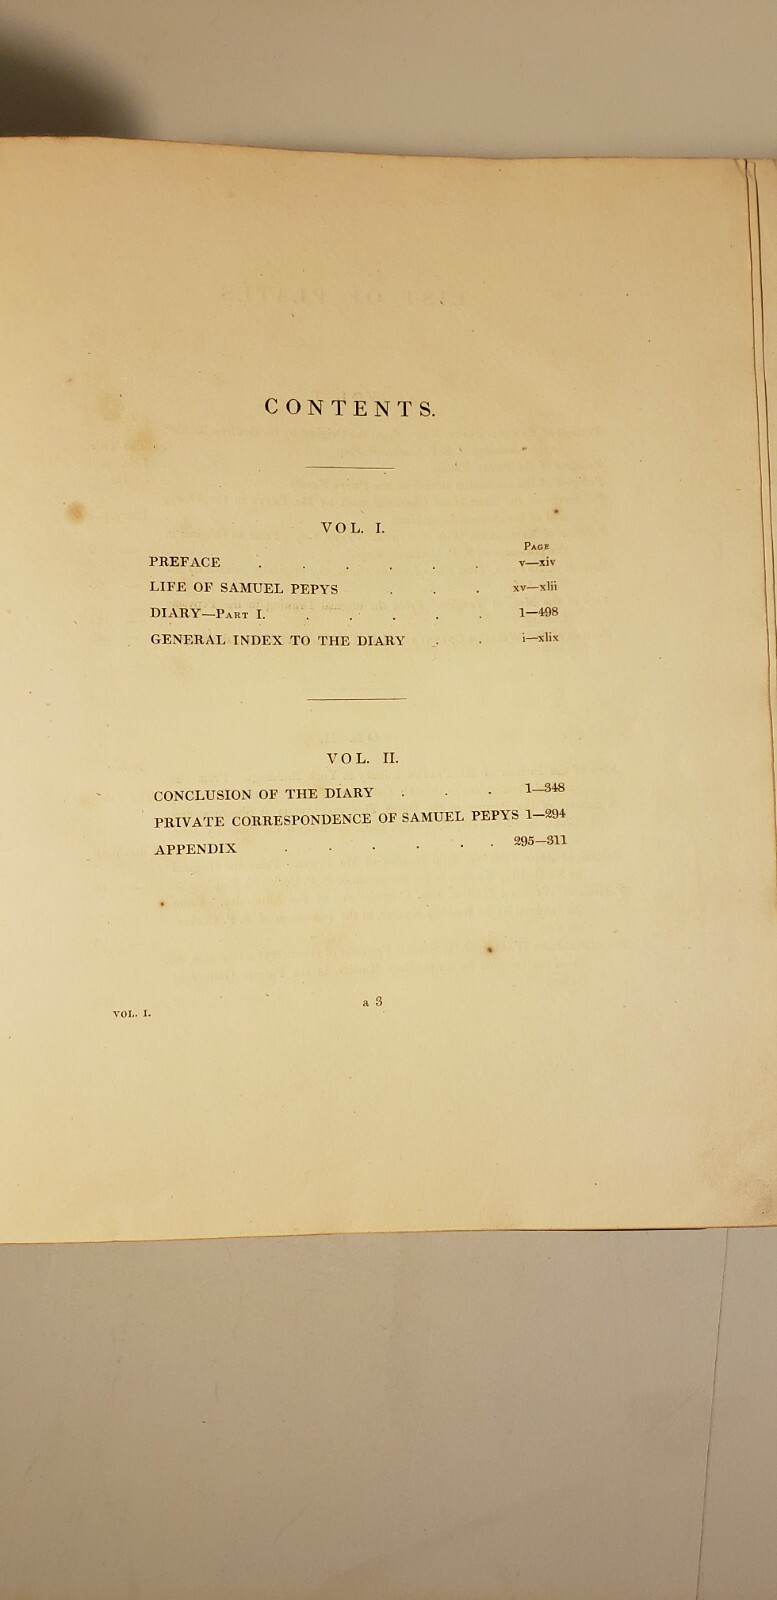 CONTENTS.
VOL. I.
PAGE
PREFACE . . . . . . v—xiv
LIFE OF SAMUEL PEPYS . . . xv—xlii
DIARY—PART I. . . . . . 1—498
GENERAL INDEX TO THE DIARY . . i—xlix
VOL. II.
CONCLUSION OF THE DIARY . . . 1—348
PRIVATE CORRESPONDENCE OF SAMUEL PEPYS 1—294
APPENDIX . . . . . . 295—311
VOL. I. a 3